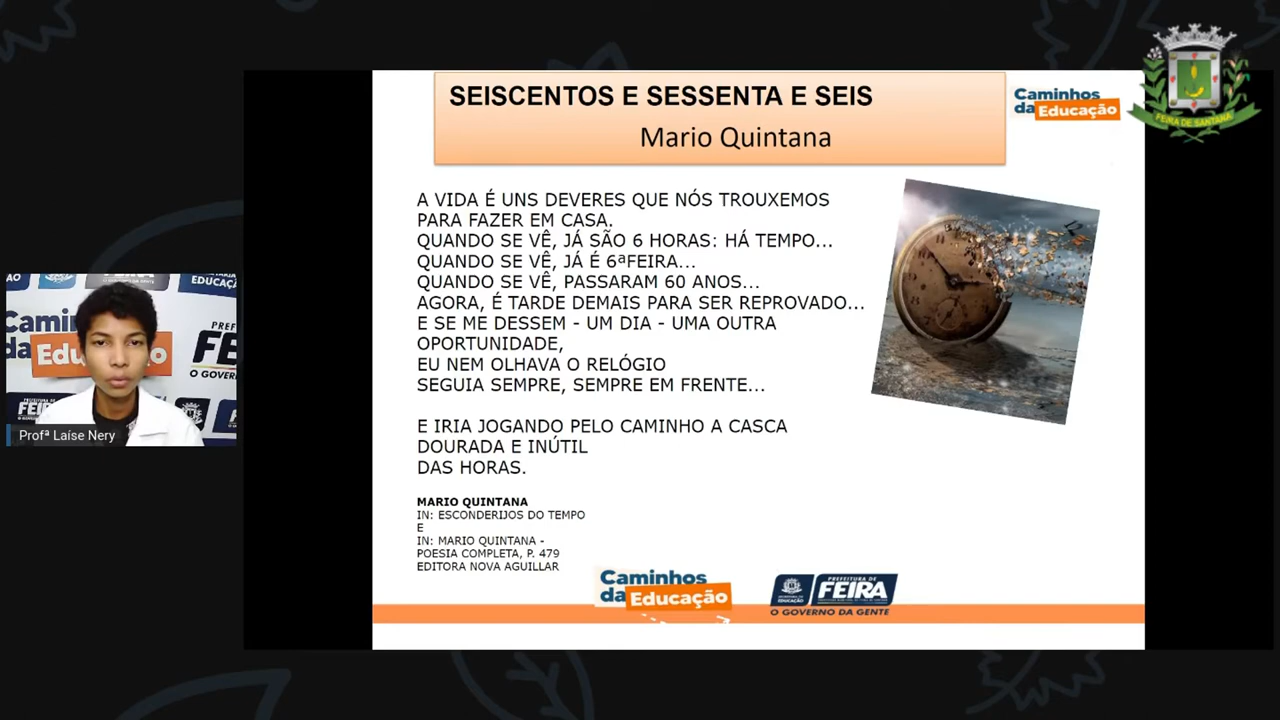 SEISCENTOS E SESSENTA E SEIS
Mario Quintana
Caminhos
da Educação
FEIRA DE SANTANA
A VIDA É UNS DEVERES QUE NÓS TROUXEMOS
PARA FAZER EM CASA.
QUANDO SE VÊ, JÁ SÃO 6 HORAS: HÁ TEMPO...
QUANDO SE VÊ, JÁ É 6ªFEIRA...
QUANDO SE VÊ, PASSARAM 60 ANOS...
AGORA, É TARDE DEMAIS PARA SER REPROVADO...
E SE ME DESSEM - UM DIA - UMA OUTRA
OPORTUNIDADE,
EU NEM OLHAVA O RELÓGIO
SEGUIA SEMPRE, SEMPRE EM FRENTE...
E IRIA JOGANDO PELO CAMINHO A CASCA
DOURADA E INÚTIL
DAS HORAS.
MARIO QUINTANA
IN: ESCONDERIJOS DO TEMPO
E
IN: MARIO QUINTANA -
POESIA COMPLETA, P. 479
EDITORA NOVA AGUILLAR
Caminhos
da Educação
PREFEITURA DE
FEIRA
O GOVERNO DA GENTE
Profª Laíse Nery